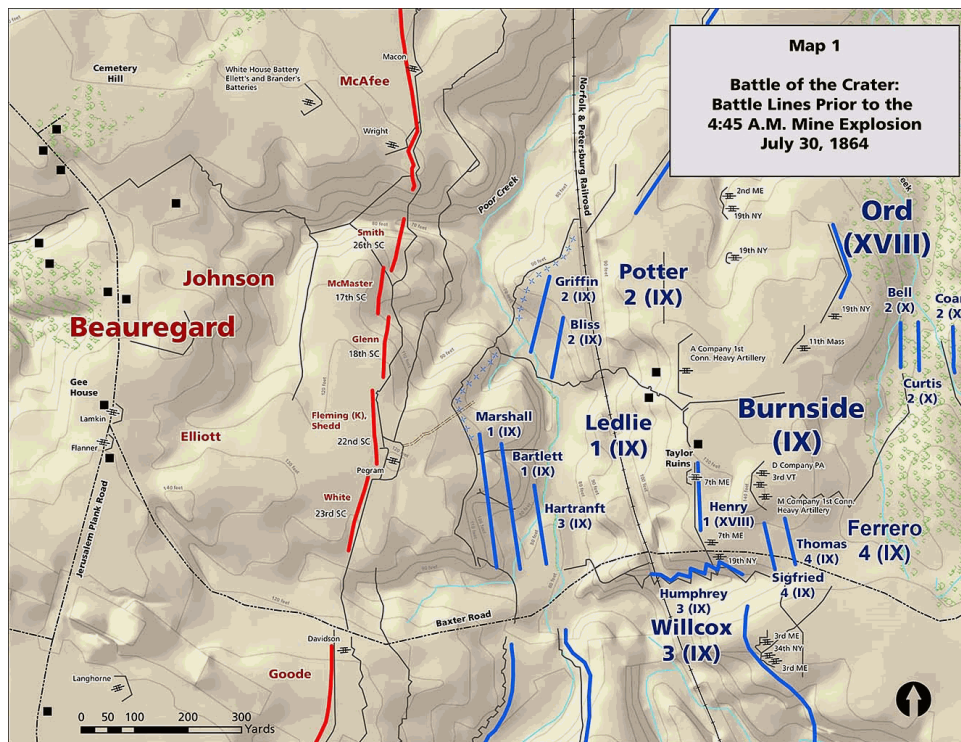 Map 1
Battle of the Crater:
Battle Lines Prior to the
4:45 A.M. Mine Explosion
July 30, 1864
Cemetery
Hill
White House Battery
Ellett's and Brander's
Batteries
Macon
McAfee
Wright
Norfolk & Petersburg Railroad
Poor Creek
Creek
2nd ME
19th NY
19th NY
Ord
(XVIII)
Smith
26th SC
Johnson
McMaster
17th SC
Beauregard
Glenn
18th SC
Griffin
2 (IX)
Potter
2 (IX)
Bliss
2 (IX)
Bell
2 (X)
Coan
2 (X)
19th NY
11th Mass
A Company 1st
Conn. Heavy Artillery
Curtis
2 (X)
Gee
House
Lamkin
Flanner
Elliott
Fleming (K),
Shedd
22nd SC
Pegram
Marshall
1 (IX)
Bartlett
1 (IX)
Hartranft
3 (IX)
Ledlie
1 (IX)
Burnside
(IX)
Taylor
Ruins
7th ME
D Company PA
3rd VT
M Company 1st Conn.
Heavy Artillery
Henry
1 (XVIII)
White
23rd SC
Jerusalem Plank Road
7th ME
19th NY
Thomas
4 (IX)
Ferrero
4 (IX)
Sigfried
4 (IX)
Humphrey
3 (IX)
Baxter Road
Willcox
3 (IX)
Davidson
Goode
Langhorne
3rd ME
34th NY
3rd ME
0 50 100 200 300
Yards